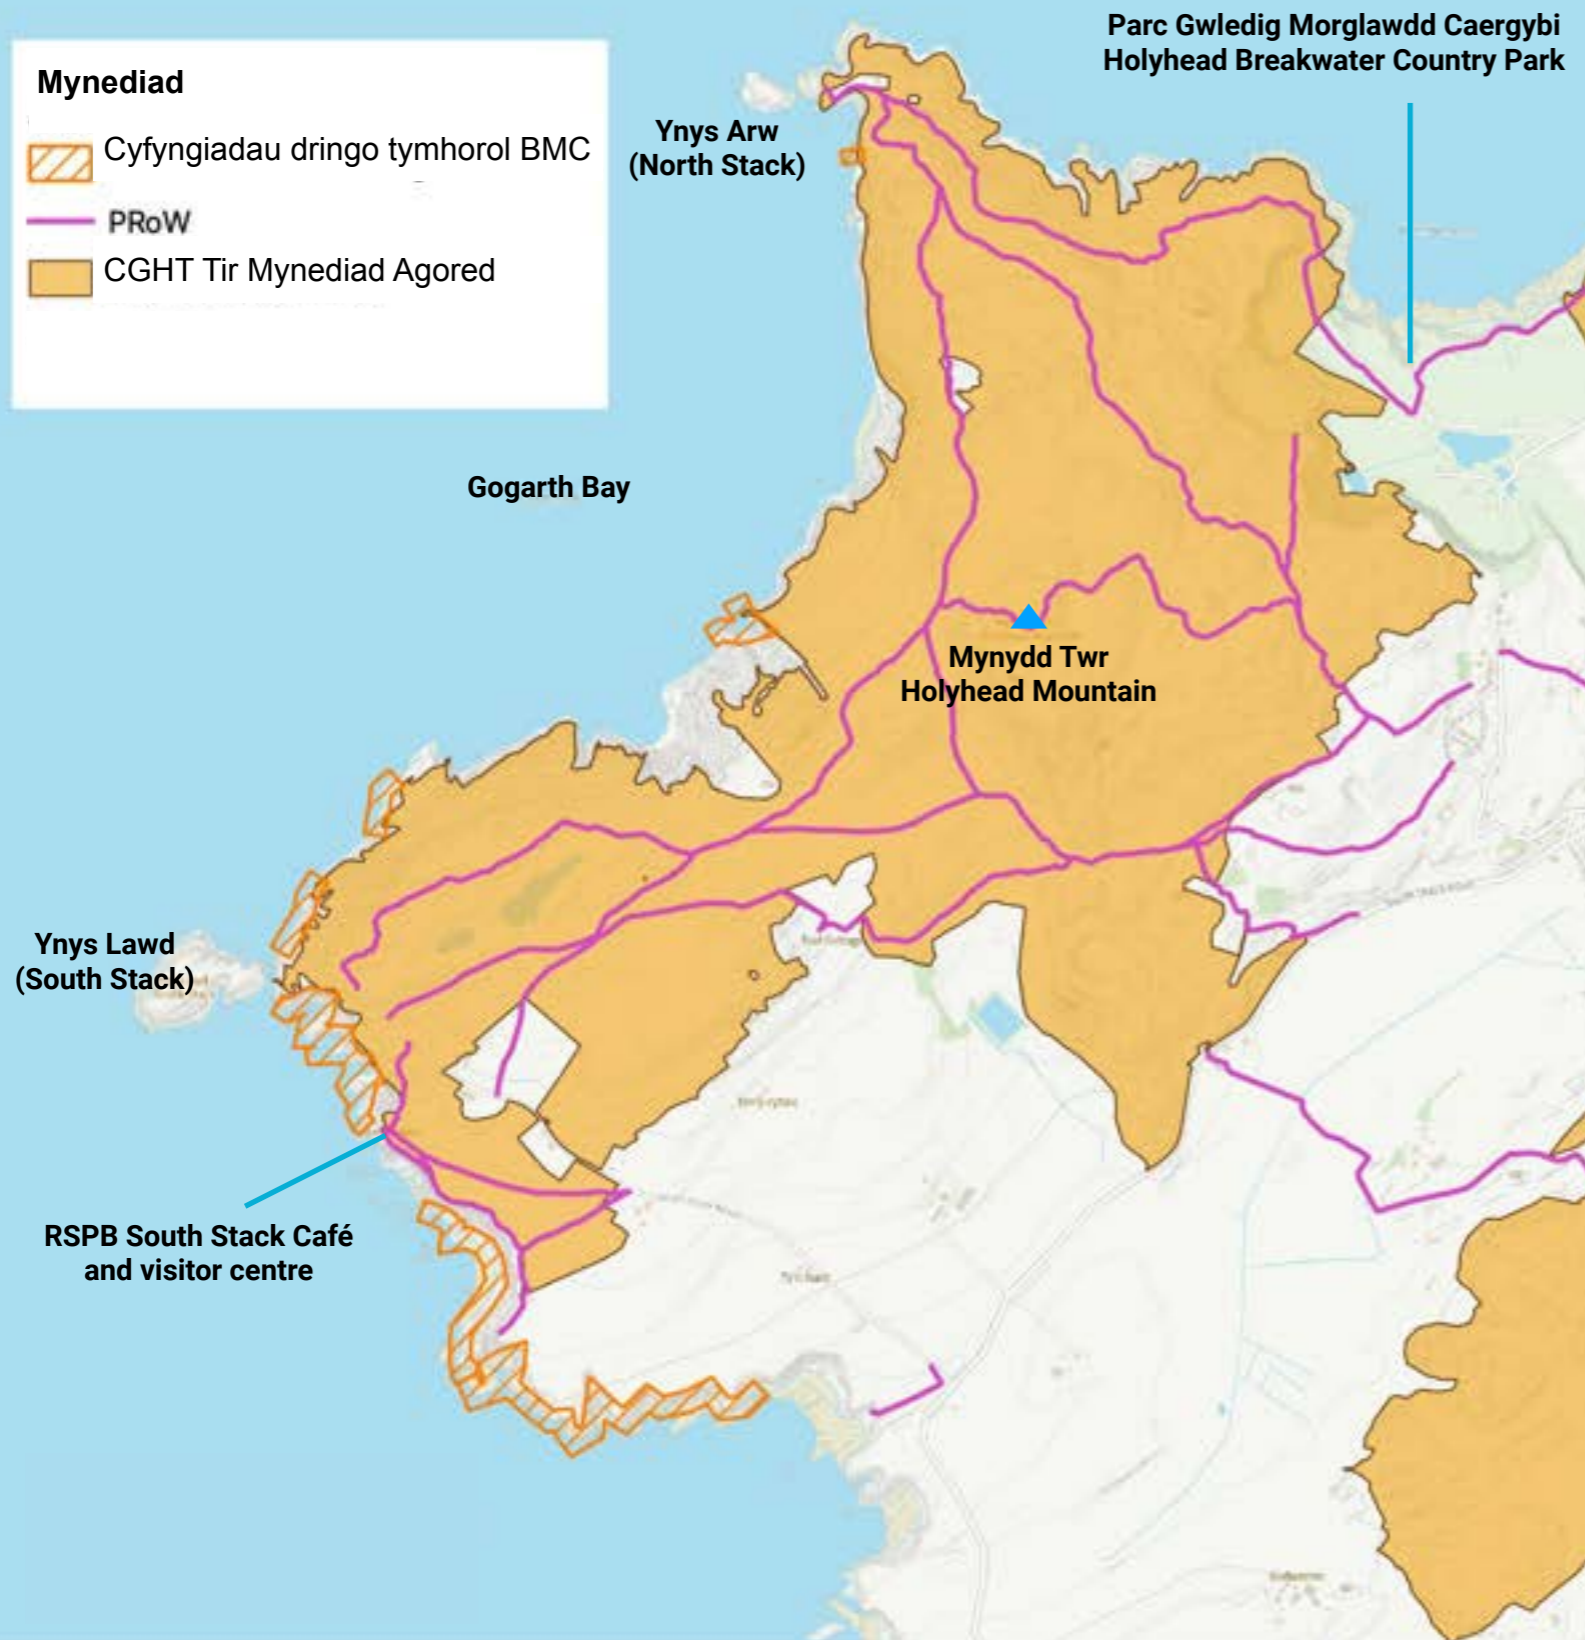 Parc Gwledig Morglawdd Caergybi
Holyhead Breakwater Country Park
Mynediad
Cyfyngiadau dringo tymhorol BMC
PRoW
CGHT Tir Mynediad Agored
Ynys Arw
(North Stack)
Gogarth Bay
Mynydd Twr
Holyhead Mountain
Ynys Lawd
(South Stack)
RSPB South Stack Café
and visitor centre